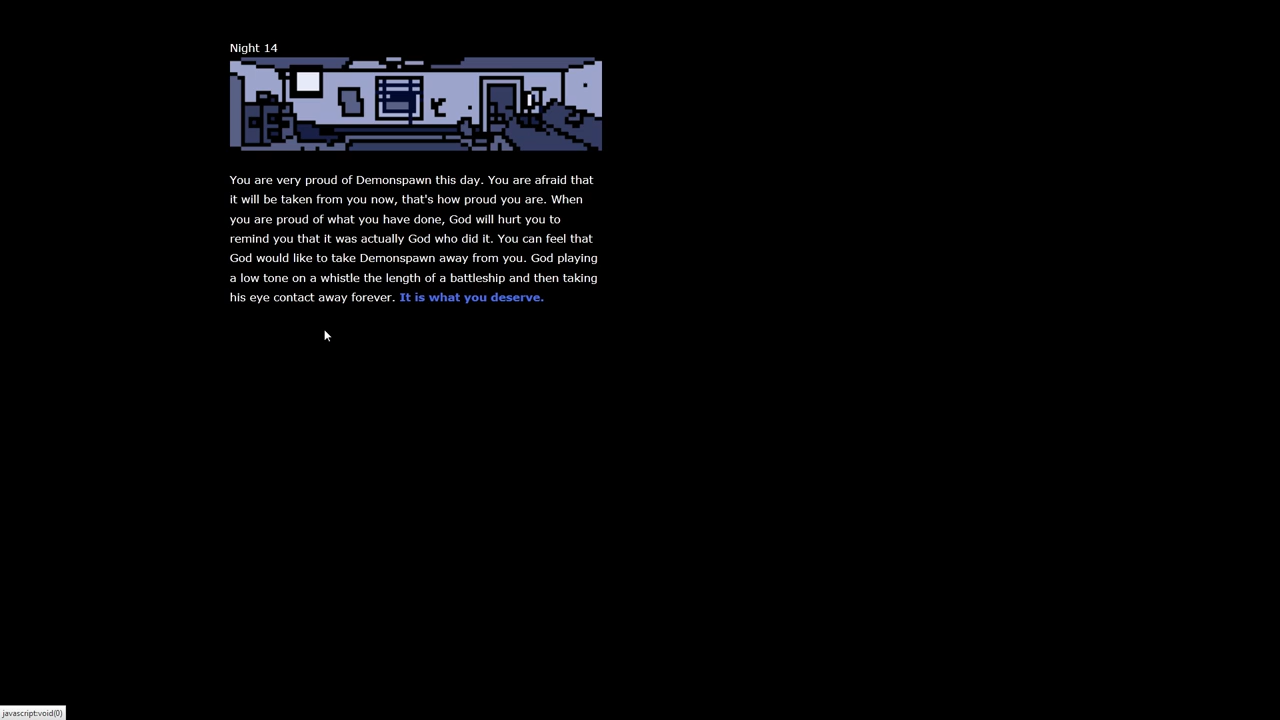 Night 14
You are very proud of Demonspawn this day. You are afraid that
it will be taken from you now, that's how proud you are. When
you are proud of what you have done, God will hurt you to
remind you that it was actually God who did it. You can feel that
God would like to take Demonspawn away from you. God playing
a low tone on a whistle the length of a battleship and then taking
his eye contact away forever. It is what you deserve.
javascript:void(0)